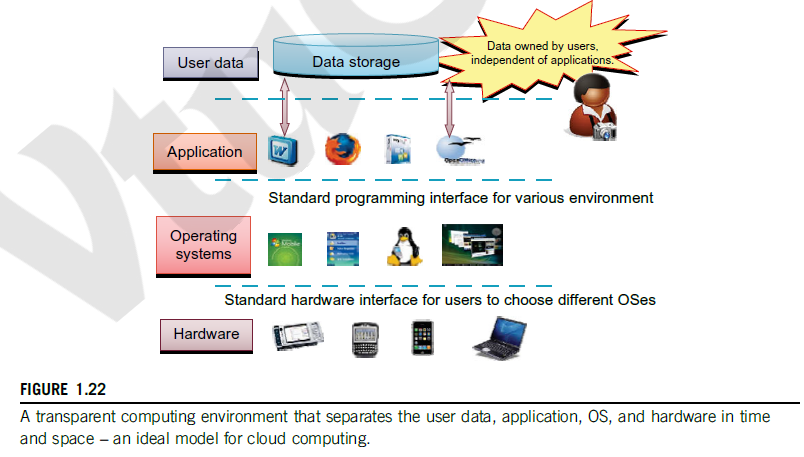 Data owned by users,
independent of applications.
User data
Data storage
Application
W
Standard programming interface for various environment
Operating
systems
Standard hardware interface for users to choose different OSes
Hardware
FIGURE 1.22
A transparent computing environment that separates the user data, application, OS, and hardware in time
and space – an ideal model for cloud computing.